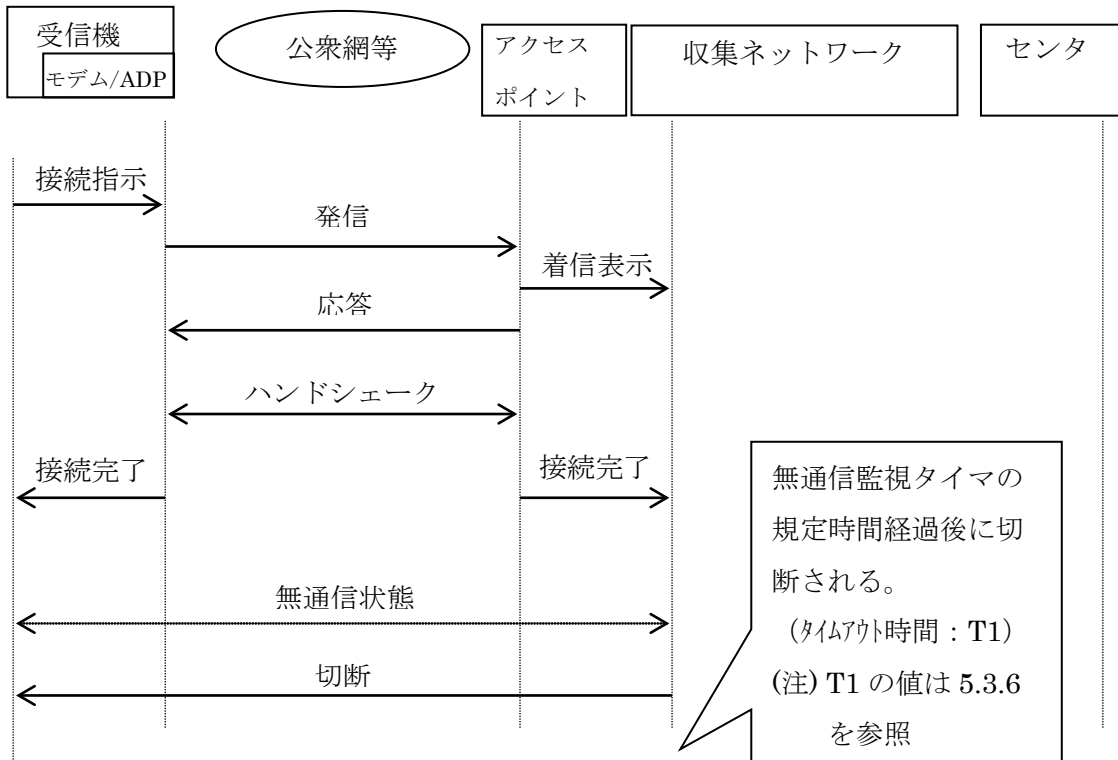 受信機
モデム/ADP
公衆網等
アクセス
ポイント
収集ネットワーク
センタ
接続指示
発信
着信表示
応答
ハンドシェーク
接続完了
接続完了
無通信監視タイマの
規定時間経過後に切
断される。
（ﾀｲﾑｱｳﾄ時間：T1）
(注) T1 の値は 5.3.6
を参照
無通信状態
切断